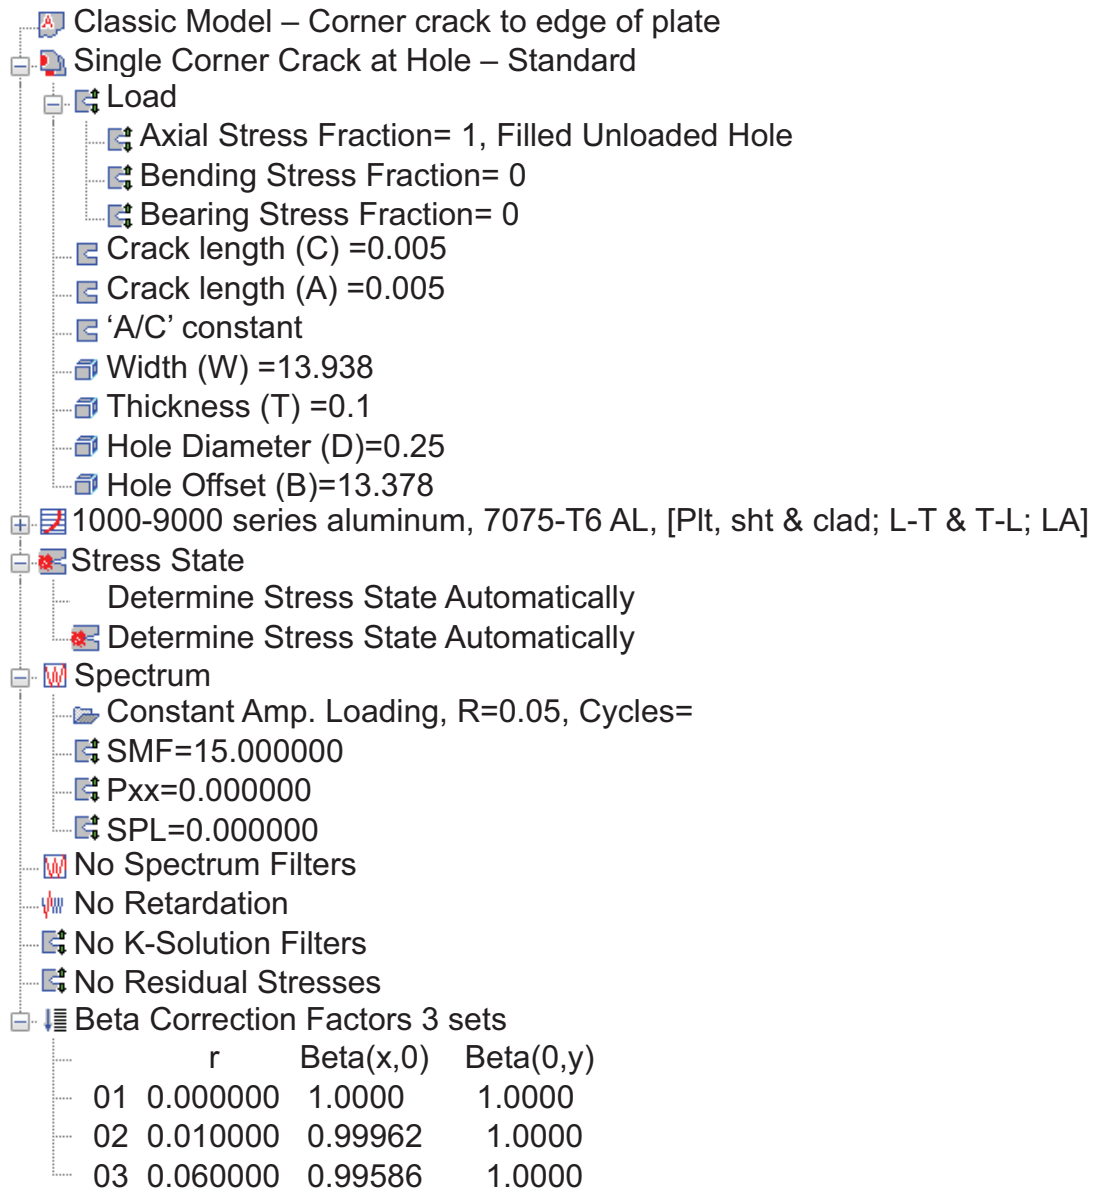 Classic Model – Corner crack to edge of plate
Single Corner Crack at Hole – Standard
Load
Axial Stress Fraction= 1, Filled Unloaded Hole
Bending Stress Fraction= 0
Bearing Stress Fraction= 0
Crack length (C) =0.005
Crack length (A) =0.005
‘A/C’ constant
Width (W) =13.938
Thickness (T) =0.1
Hole Diameter (D)=0.25
Hole Offset (B)=13.378
1000-9000 series aluminum, 7075-T6 AL, [Plt, sht & clad; L-T & T-L; LA]
Stress State
Determine Stress State Automatically
Determine Stress State Automatically
Spectrum
Constant Amp. Loading, R=0.05, Cycles=
SMF=15.000000
Pxx=0.000000
SPL=0.000000
No Spectrum Filters
No Retardation
No K-Solution Filters
No Residual Stresses
Beta Correction Factors 3 sets
r Beta(x,0) Beta(0,y)
01 0.000000 1.0000 1.0000
02 0.010000 0.99962 1.0000
03 0.060000 0.99586 1.0000